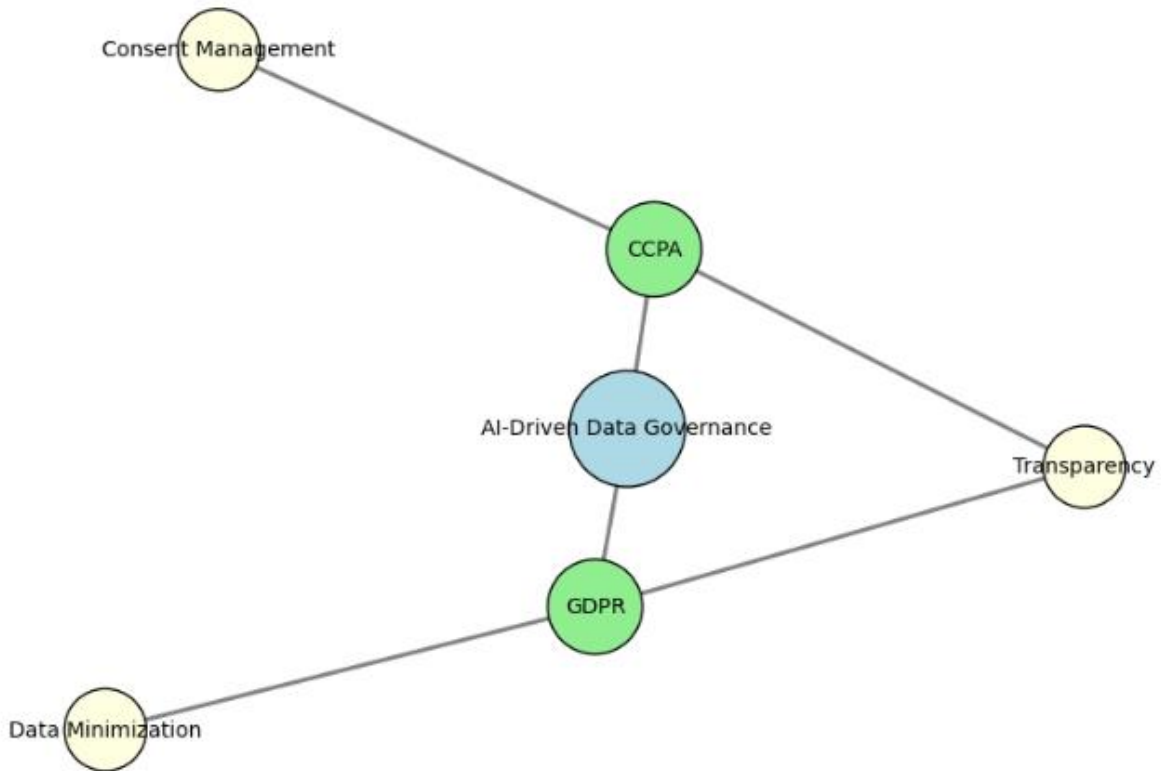 Consent Management
CCPA
AI-Driven Data Governance
Transparency
GDPR
Data Minimization